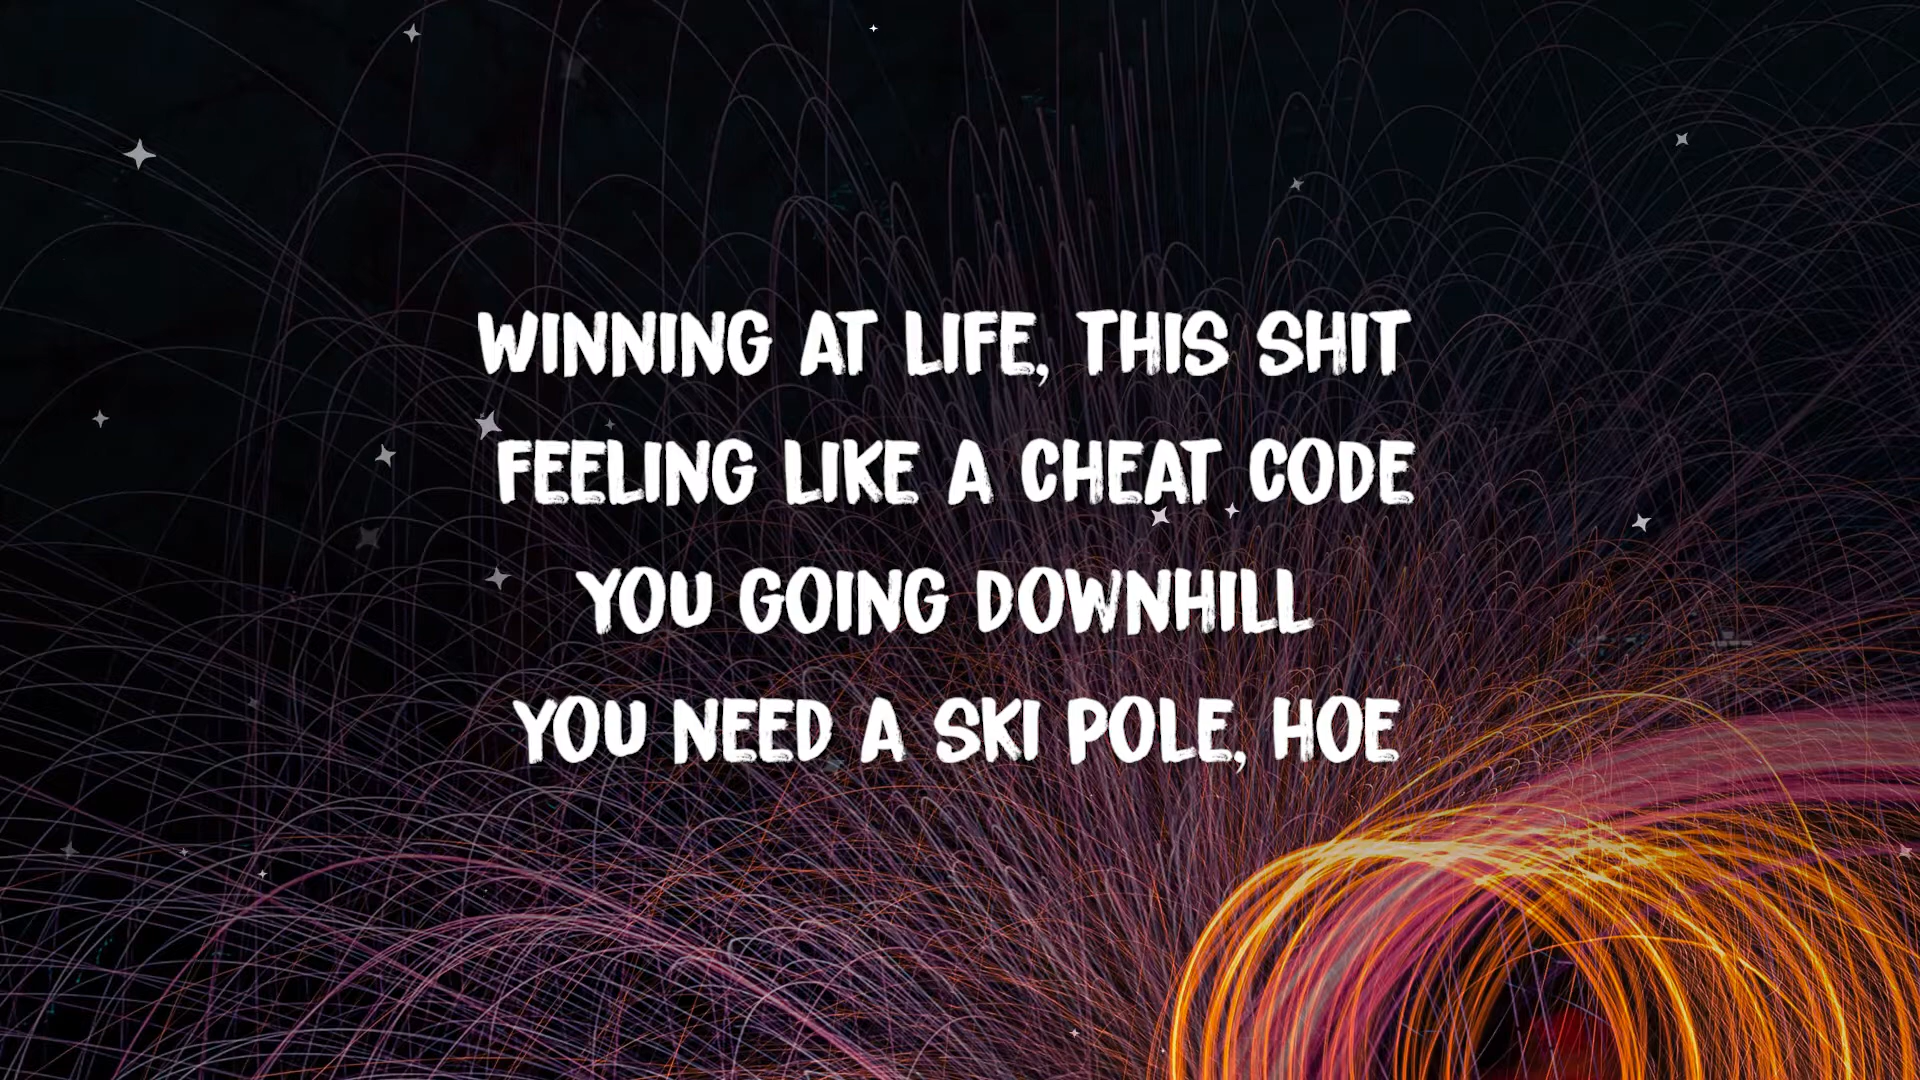 WINNING AT LIFE, THIS SHIT
FEELING LIKE A CHEAT CODE
YOU GOING DOWNHILL
YOU NEED A SKI POLE, HOE